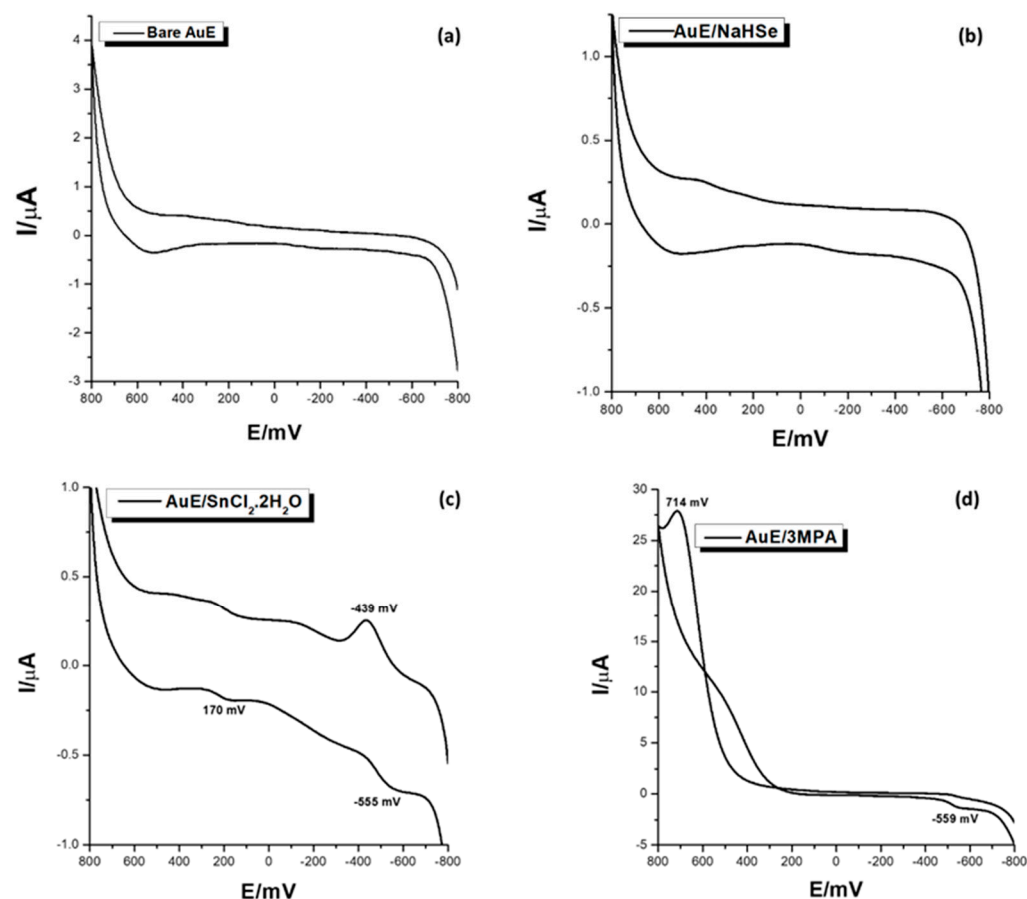 Bare AuE
(a)
4
3
2
1
0
-1
-2
-3
I/μA
800 600 400 200 0 -200 -400 -600 -800
E/mV
AuE/NaHSe
(b)
1.0
0.5
0.0
-0.5
-1.0
I/μA
800 600 400 200 0 -200 -400 -600 -800
E/mV
AuE/SnCl₂.2H₂O
(c)
1.0
0.5
0.0
-0.5
-1.0
I/μA
-439 mV
170 mV
-555 mV
800 600 400 200 0 -200 -400 -600 -800
E/mV
714 mV
(d)
AuE/3MPA
30
25
20
15
10
5
0
-5
I/μA
-559 mV
800 600 400 200 0 -200 -400 -600 -800
E/mV